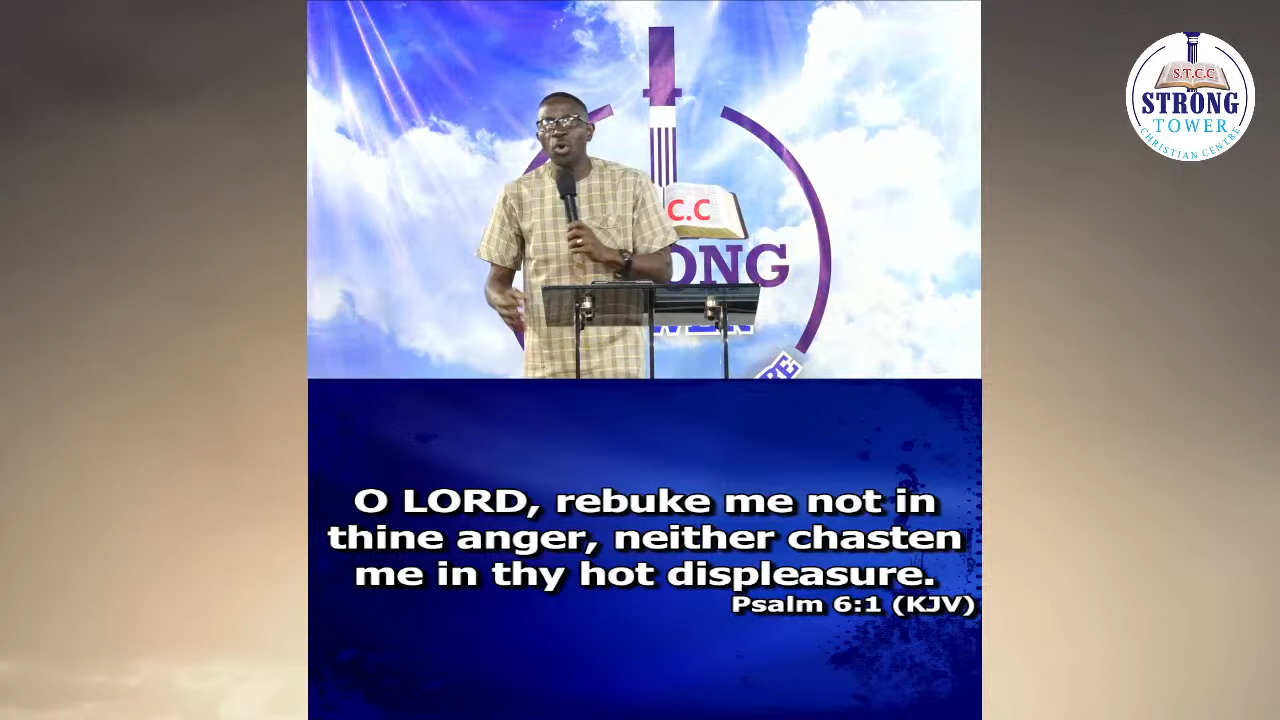 S.T.C.C
STRONG
TOWER
CHRISTIAN CENTRE
C.C
ONG
O LORD, rebuke me not in
thine anger, neither chasten
me in thy hot displeasure.
Psalm 6:1 (KJV)